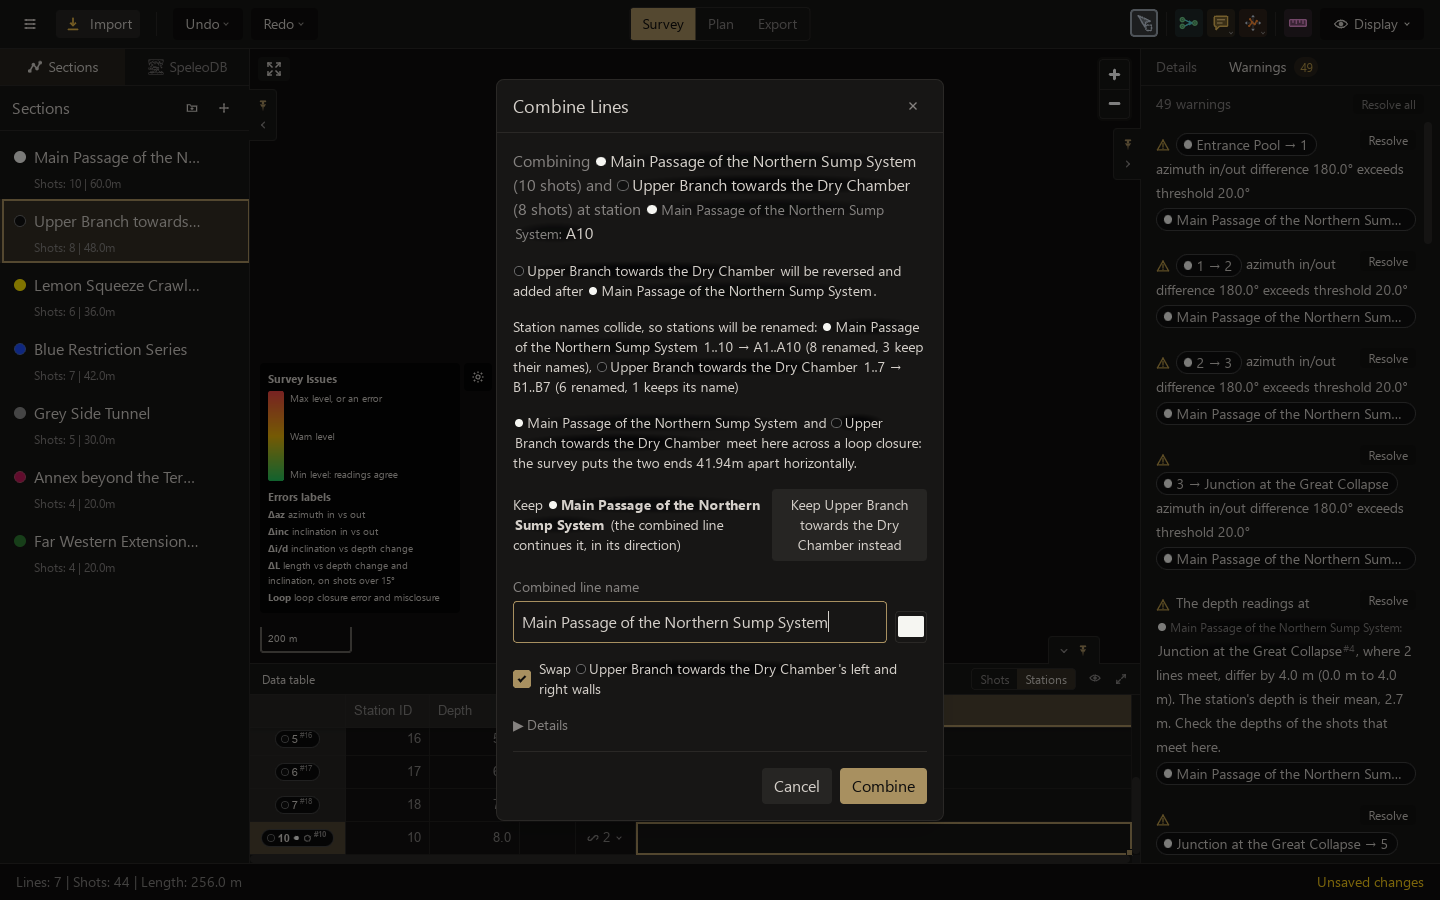 Import
Undo
Redo
Survey
Plan
Export
Display
Sections
SpeleoDB
Sections
Main Passage of the N...
Shots: 10 | 60.0m
Upper Branch towards...
Shots: 8 | 48.0m
Lemon Squeeze Crawl...
Shots: 6 | 36.0m
Blue Restriction Series
Shots: 7 | 42.0m
Grey Side Tunnel
Shots: 5 | 30.0m
Annex beyond the Ter...
Shots: 4 | 20.0m
Far Western Extension...
Shots: 4 | 20.0m
Survey Issues
Max level, or an error
Warn level
Min level: readings agree
Errors labels
Δaz azimuth in vs out
Δinc inclination in vs out
Δi/d inclination vs depth change
ΔL length vs depth change and
inclination, on shots over 15°
Loop loop closure error and misclosure
200 m
Combine Lines
Combining Main Passage of the Northern Sump System
(10 shots) and Upper Branch towards the Dry Chamber
(8 shots) at station Main Passage of the Northern Sump
System: A10
Upper Branch towards the Dry Chamber will be reversed and
added after Main Passage of the Northern Sump System.
Station names collide, so stations will be renamed: Main Passage
of the Northern Sump System 1..10 → A1..A10 (8 renamed, 3 keep
their names), Upper Branch towards the Dry Chamber 1..7 →
B1..B7 (6 renamed, 1 keeps its name)
Main Passage of the Northern Sump System and Upper
Branch towards the Dry Chamber meet here across a loop closure:
the survey puts the two ends 41.94m apart horizontally.
Keep Main Passage of the Northern
Sump System (the combined line
continues it, in its direction)
Keep Upper Branch
towards the Dry
Chamber instead
Combined line name
Main Passage of the Northern Sump System
Swap Upper Branch towards the Dry Chamber's left and
right walls
▶ Details
Cancel
Combine
Details
Warnings 49
49 warnings
Resolve all
Entrance Pool → 1
Resolve
azimuth in/out difference 180.0° exceeds
threshold 20.0°
Main Passage of the Northern Sum...
1 → 2 azimuth in/out
Resolve
difference 180.0° exceeds threshold 20.0°
Main Passage of the Northern Sum...
2 → 3 azimuth in/out
Resolve
difference 180.0° exceeds threshold 20.0°
Main Passage of the Northern Sum...
Resolve
3 → Junction at the Great Collapse
azimuth in/out difference 180.0° exceeds
threshold 20.0°
Main Passage of the Northern Sum...
The depth readings at
Resolve
Main Passage of the Northern Sump System:
Junction at the Great Collapse #4, where 2
lines meet, differ by 4.0 m (0.0 m to 4.0
m). The station's depth is their mean, 2.7
m. Check the depths of the shots that
meet here.
Main Passage of the Northern Sum...
Resolve
Junction at the Great Collapse → 5
Data table
Shots
Stations
Station ID
Depth
5 #16
16
6 #17
17
7 #18
18
10 #10
10
8.0
2
Lines: 7 | Shots: 44 | Length: 256.0 m
Unsaved changes